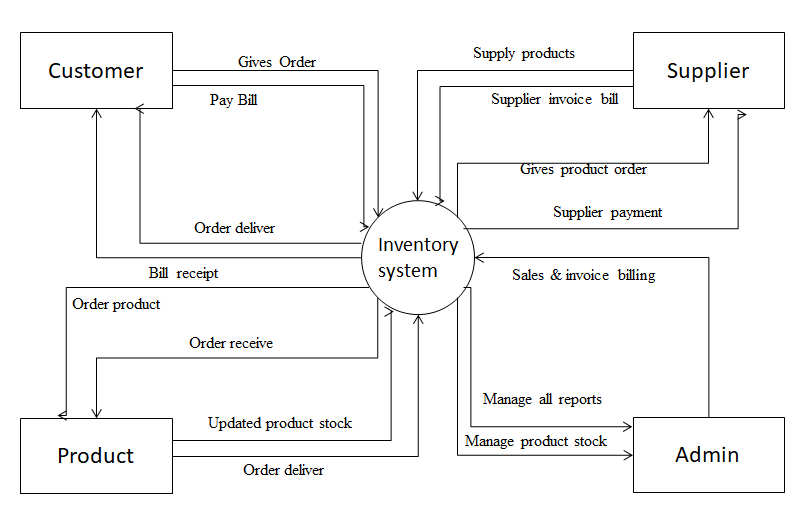 Customer
Gives Order
Pay Bill
Supply products
Supplier
Supplier invoice bill
Gives product order
Supplier payment
Order deliver
Inventory
system
Bill receipt
Sales & invoice billing
Order product
Order receive
Manage all reports
Updated product stock
Manage product stock
Product
Order deliver
Admin